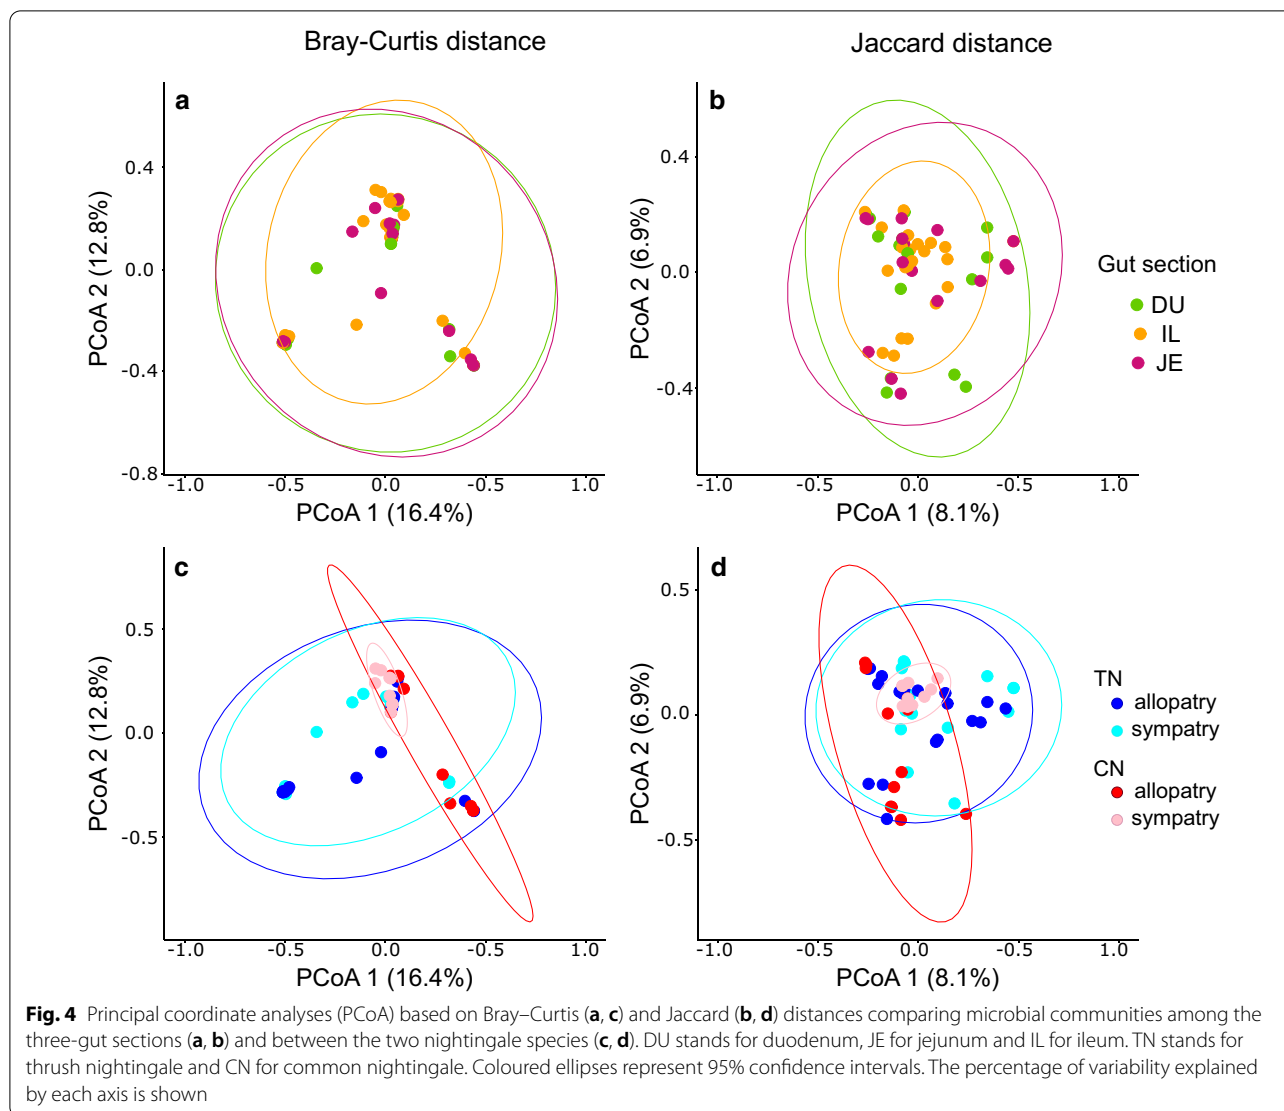 Bray-Curtis distance
Jaccard distance
a
0.4
0.0
-0.4
-0.8
PCoA 2 (12.8%)
-1.0 -0.5 0.0 -0.5 1.0
PCoA 1 (16.4%)
b
0.4
0.0
-0.4
PCoA 2 (6.9%)
-1.0 -0.5 0.0 -0.5 1.0
PCoA 1 (8.1%)
Gut section
DU
IL
JE
c
0.5
0.0
-0.5
PCoA 2 (12.8%)
-1.0 -0.5 0.0 -0.5 1.0
PCoA 1 (16.4%)
d
0.5
0.0
-0.5
PCoA 2 (6.9%)
-1.0 -0.5 0.0 -0.5 1.0
PCoA 1 (8.1%)
TN
allopatry
sympatry
CN
allopatry
sympatry
Fig. 4 Principal coordinate analyses (PCoA) based on Bray–Curtis (a, c) and Jaccard (b, d) distances comparing microbial communities among the
three-gut sections (a, b) and between the two nightingale species (c, d). DU stands for duodenum, JE for jejunum and IL for ileum. TN stands for
thrush nightingale and CN for common nightingale. Coloured ellipses represent 95% confidence intervals. The percentage of variability explained
by each axis is shown